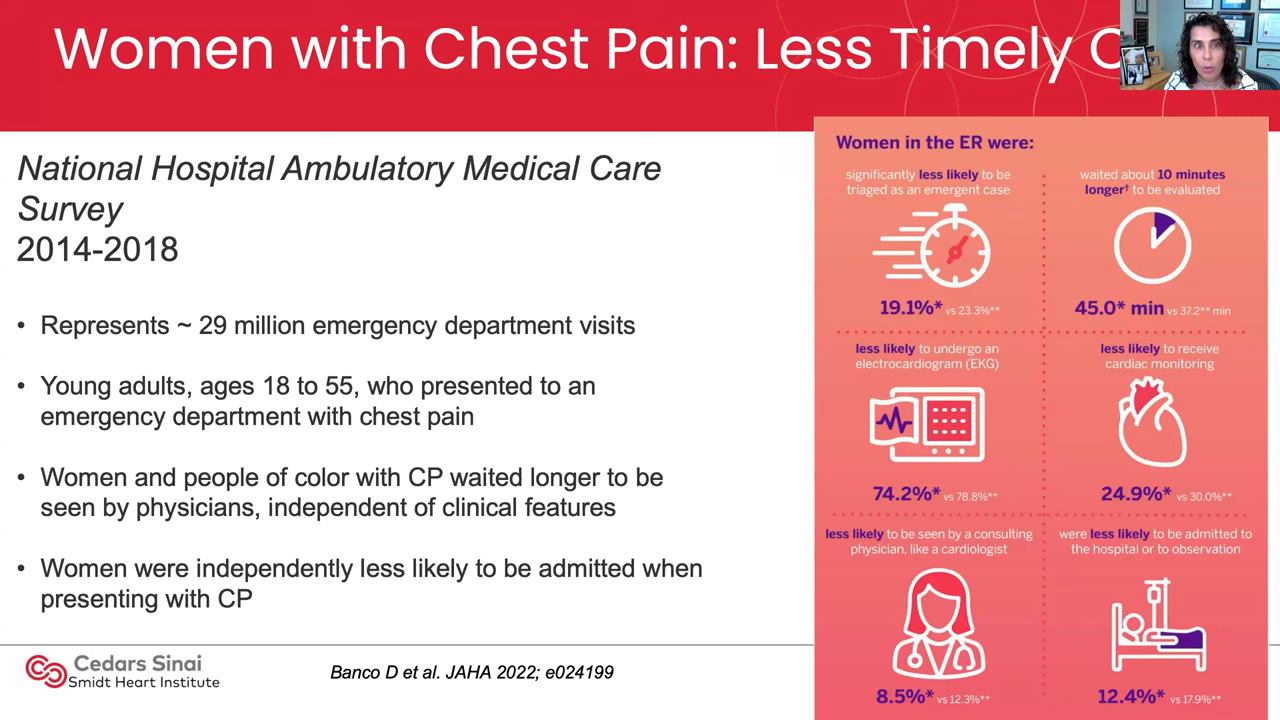 Women with Chest Pain: Less Timely
National Hospital Ambulatory Medical Care
Survey
2014-2018
• Represents ~ 29 million emergency department visits
• Young adults, ages 18 to 55, who presented to an
emergency department with chest pain
• Women and people of color with CP waited longer to be
seen by physicians, independent of clinical features
• Women were independently less likely to be admitted when
presenting with CP
Cedars Sinai
Smidt Heart Institute
Banco D et al. JAHA 2022; e024199
Women in the ER were:
significantly less likely to be
triaged as an emergent case
19.1%* vs 23.3%**
waited about 10 minutes
longer† to be evaluated
45.0* min vs 37.2** min
less likely to undergo an
electrocardiogram (EKG)
74.2%* vs 78.8%**
less likely to receive
cardiac monitoring
24.9%* vs 30.0%**
less likely to be seen by a consulting
physician, like a cardiologist
8.5%* vs 12.3%**
were less likely to be admitted to
the hospital or to observation
12.4%* vs 17.9%**